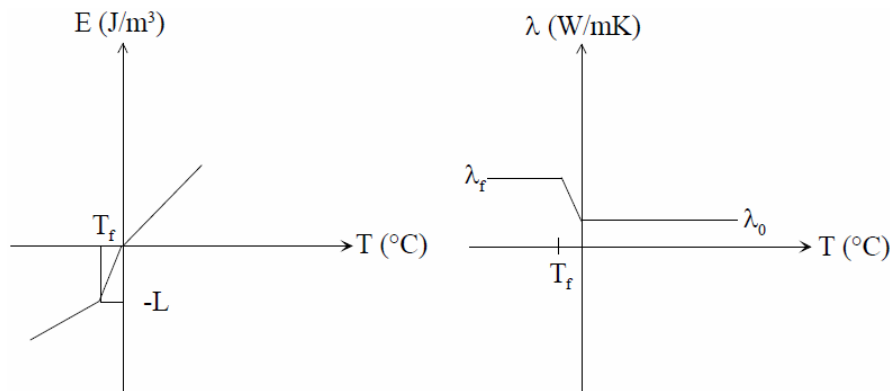 E (J/m³)
T_f
T (°C)
-L
λ (W/mK)
λ_f
λ_0
T (°C)
T_f